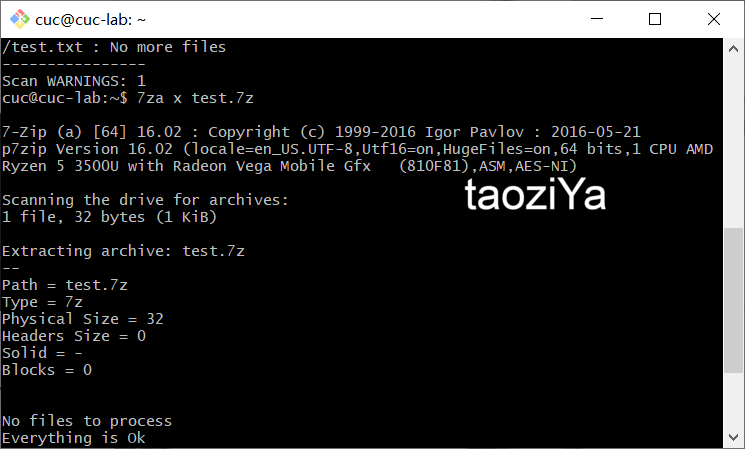 cuc@cuc-lab: ~
/test.txt : No more files
----------------
Scan WARNINGS: 1
cuc@cuc-lab:~$ 7za x test.7z
7-Zip (a) [64] 16.02 : Copyright (c) 1999-2016 Igor Pavlov : 2016-05-21
p7zip Version 16.02 (locale=en_US.UTF-8,Utf16=on,HugeFiles=on,64 bits,1 CPU AMD
Ryzen 5 3500U with Radeon Vega Mobile Gfx   (810F81),ASM,AES-NI)
taoziYa
Scanning the drive for archives:
1 file, 32 bytes (1 KiB)
Extracting archive: test.7z
--
Path = test.7z
Type = 7z
Physical Size = 32
Headers Size = 0
Solid = -
Blocks = 0
No files to process
Everything is Ok